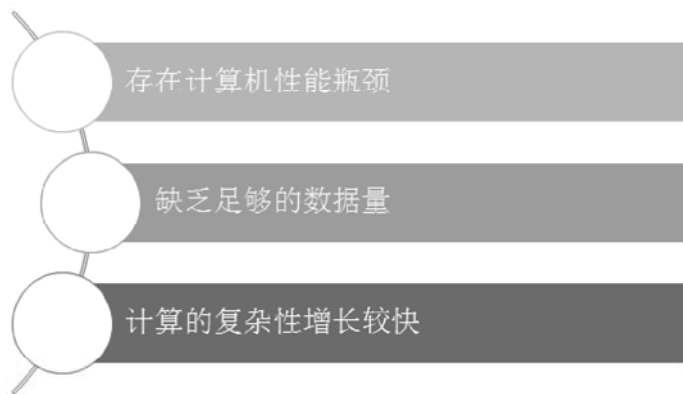 存在计算机性能瓶颈
缺乏足够的数据量
计算的复杂性增长较快